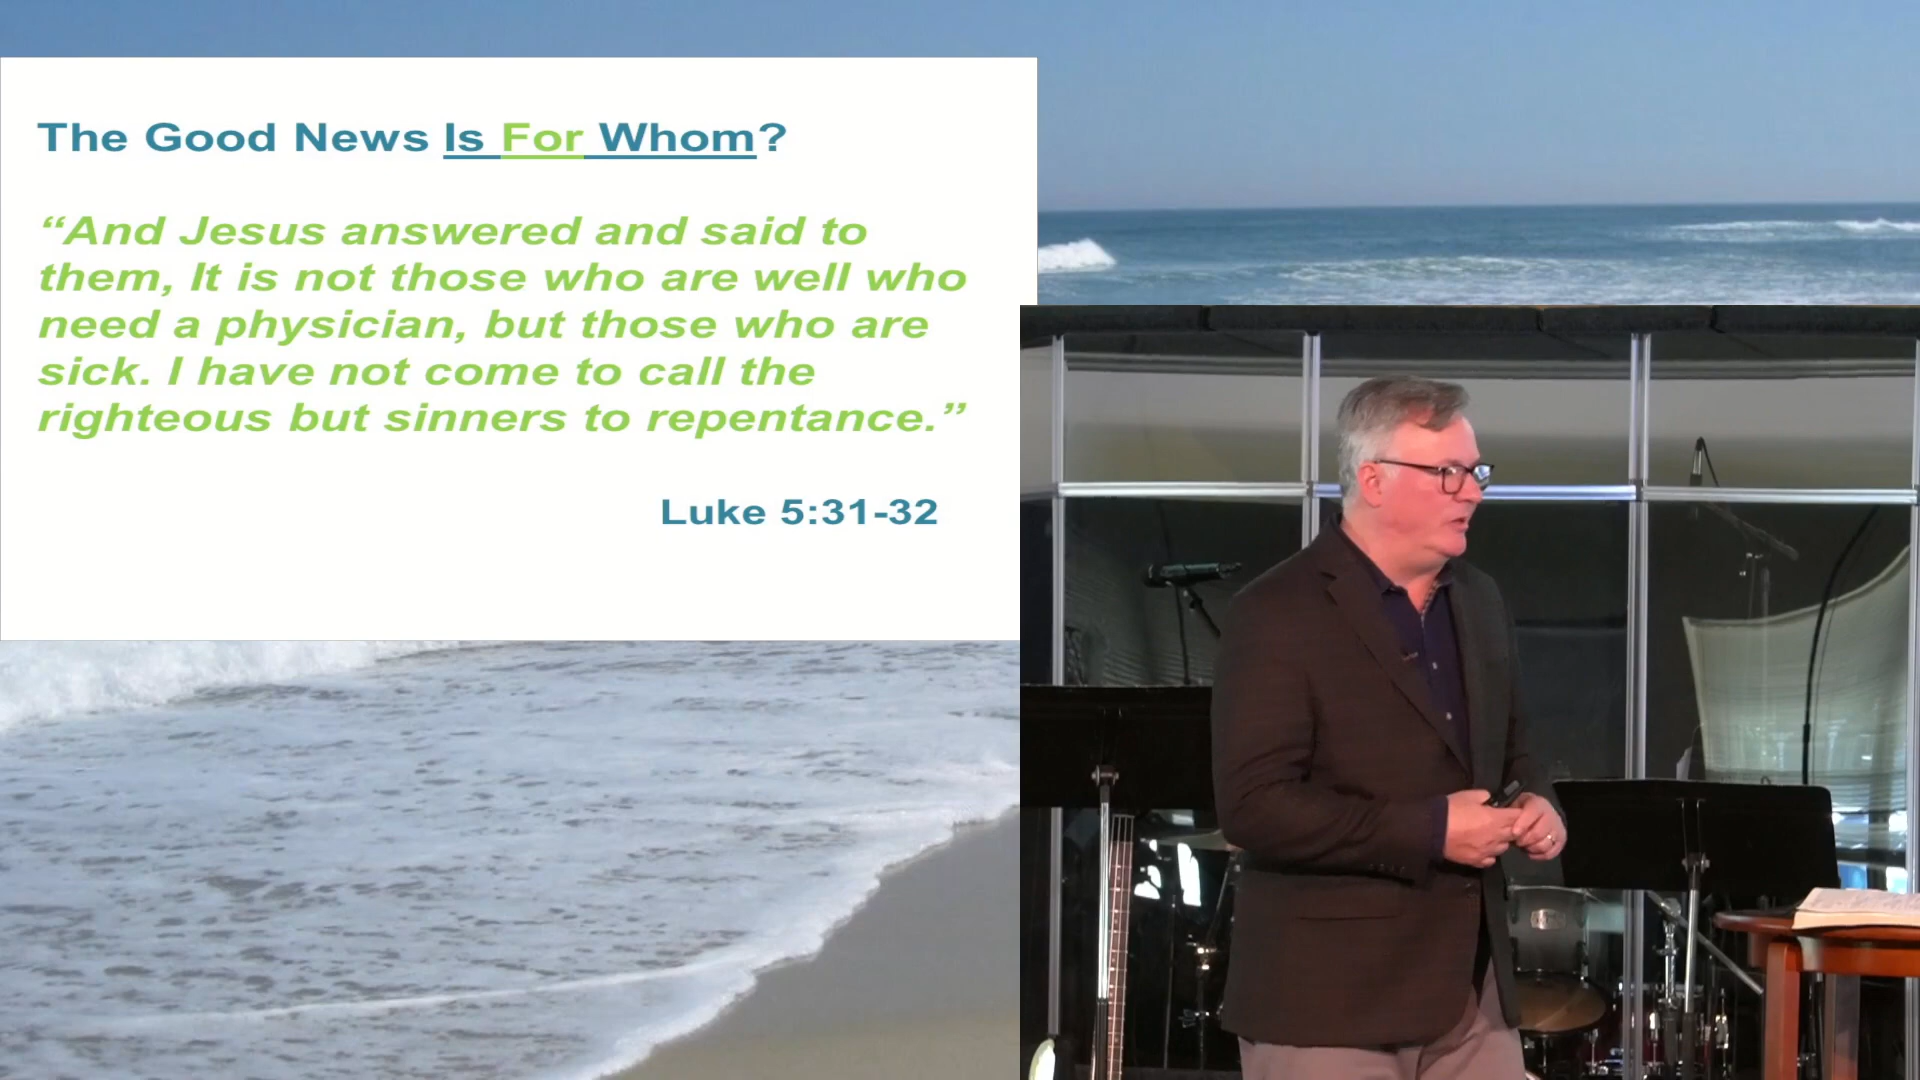 The Good News Is For Whom?
“And Jesus answered and said to
them, It is not those who are well who
need a physician, but those who are
sick. I have not come to call the
righteous but sinners to repentance.”
Luke 5:31-32